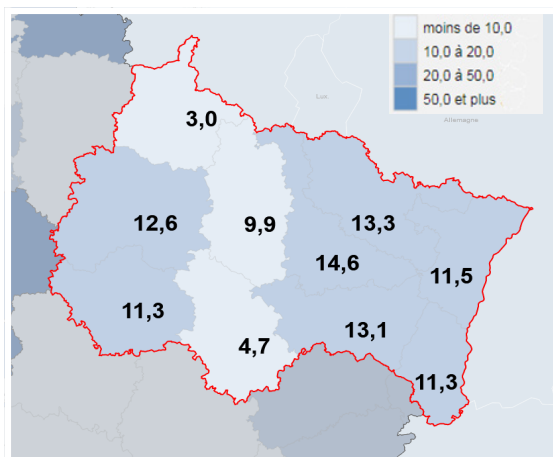 moins de 10,0
10,0 à 20,0
20,0 à 50,0
50,0 et plus
Lux.
Allemagne
3,0
12,6
9,9
13,3
14,6
11,5
11,3
13,1
4,7
11,3